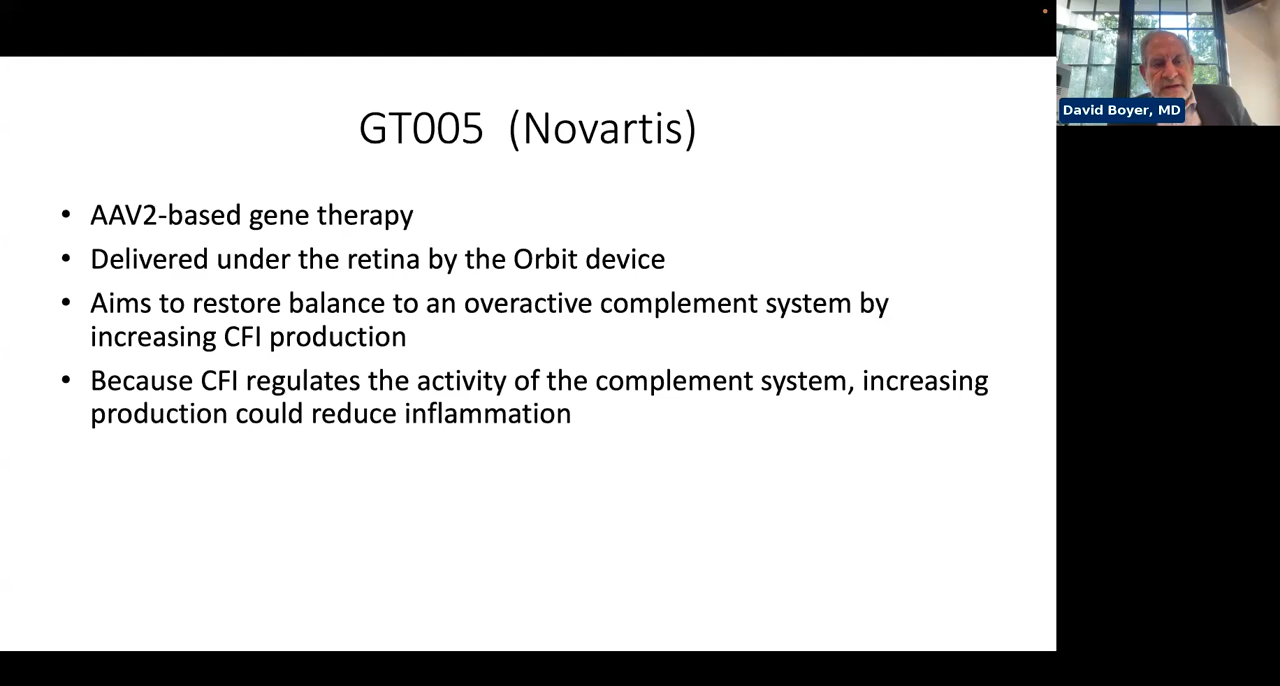 GT005 (Novartis)
• AAV2-based gene therapy
• Delivered under the retina by the Orbit device
• Aims to restore balance to an overactive complement system by
increasing CFI production
• Because CFI regulates the activity of the complement system, increasing
production could reduce inflammation
David Boyer, MD